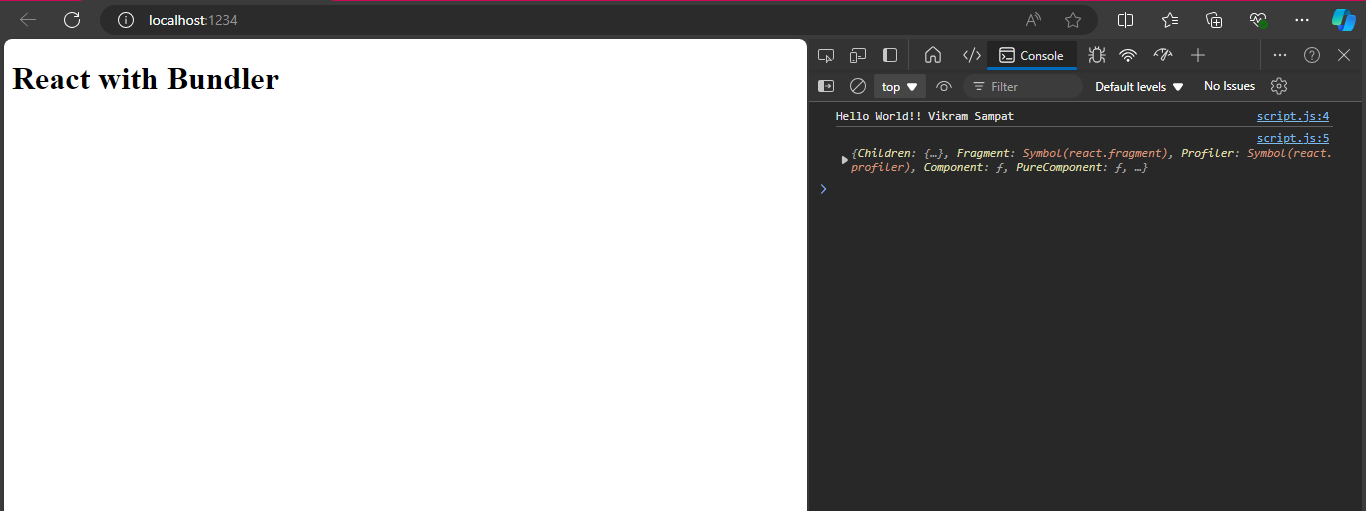 localhost:1234
React with Bundler
Console
top
Filter
Default levels
No Issues
Hello World!! Vikram Sampat script.js:4
script.js:5
{Children: {…}, Fragment: Symbol(react.fragment), Profiler: Symbol(react.
profiler), Component: ƒ, PureComponent: ƒ, …}